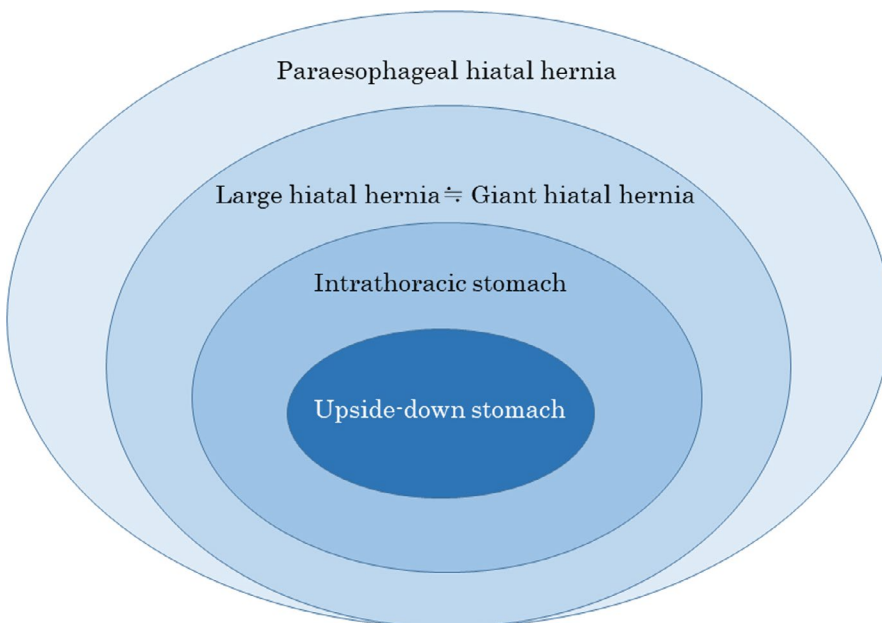 Paraesophageal hiatal hernia
Large hiatal hernia≒ Giant hiatal hernia
Intrathoracic stomach
Upside-down stomach